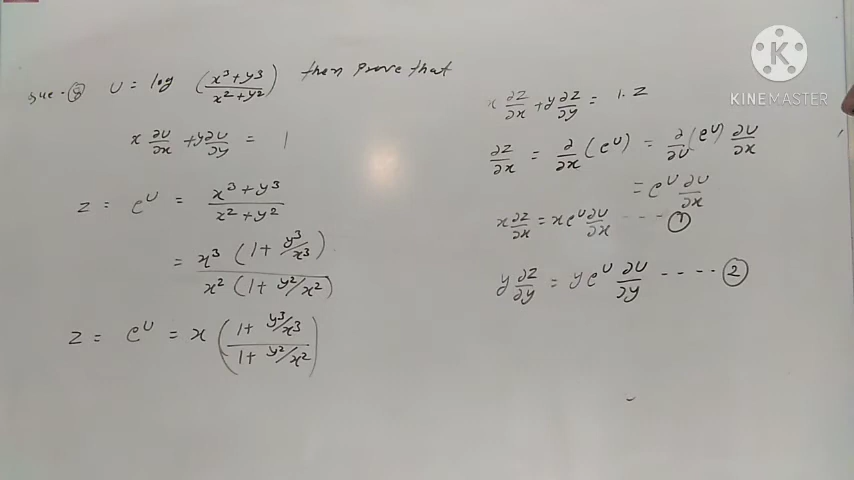 que.⑧ U = log (x³+y³ / x²+y²) then prove that
x ∂U/∂x + y ∂U/∂y = 1
z = e^U = x³+y³ / x²+y²
= x³ (1+ y³/x³) / x² (1+ y²/x²)
z = e^U = x (1+ y³/x³ / 1+ y²/x²)
x ∂z/∂x + y ∂z/∂y = 1. z
∂z/∂x = ∂/∂x (e^U) = ∂/∂U (e^U) ∂U/∂x
= e^U ∂U/∂x
x ∂z/∂x = x e^U ∂U/∂x ---- ①
y ∂z/∂y = y e^U ∂U/∂y ---- ②
K
KINEMASTER